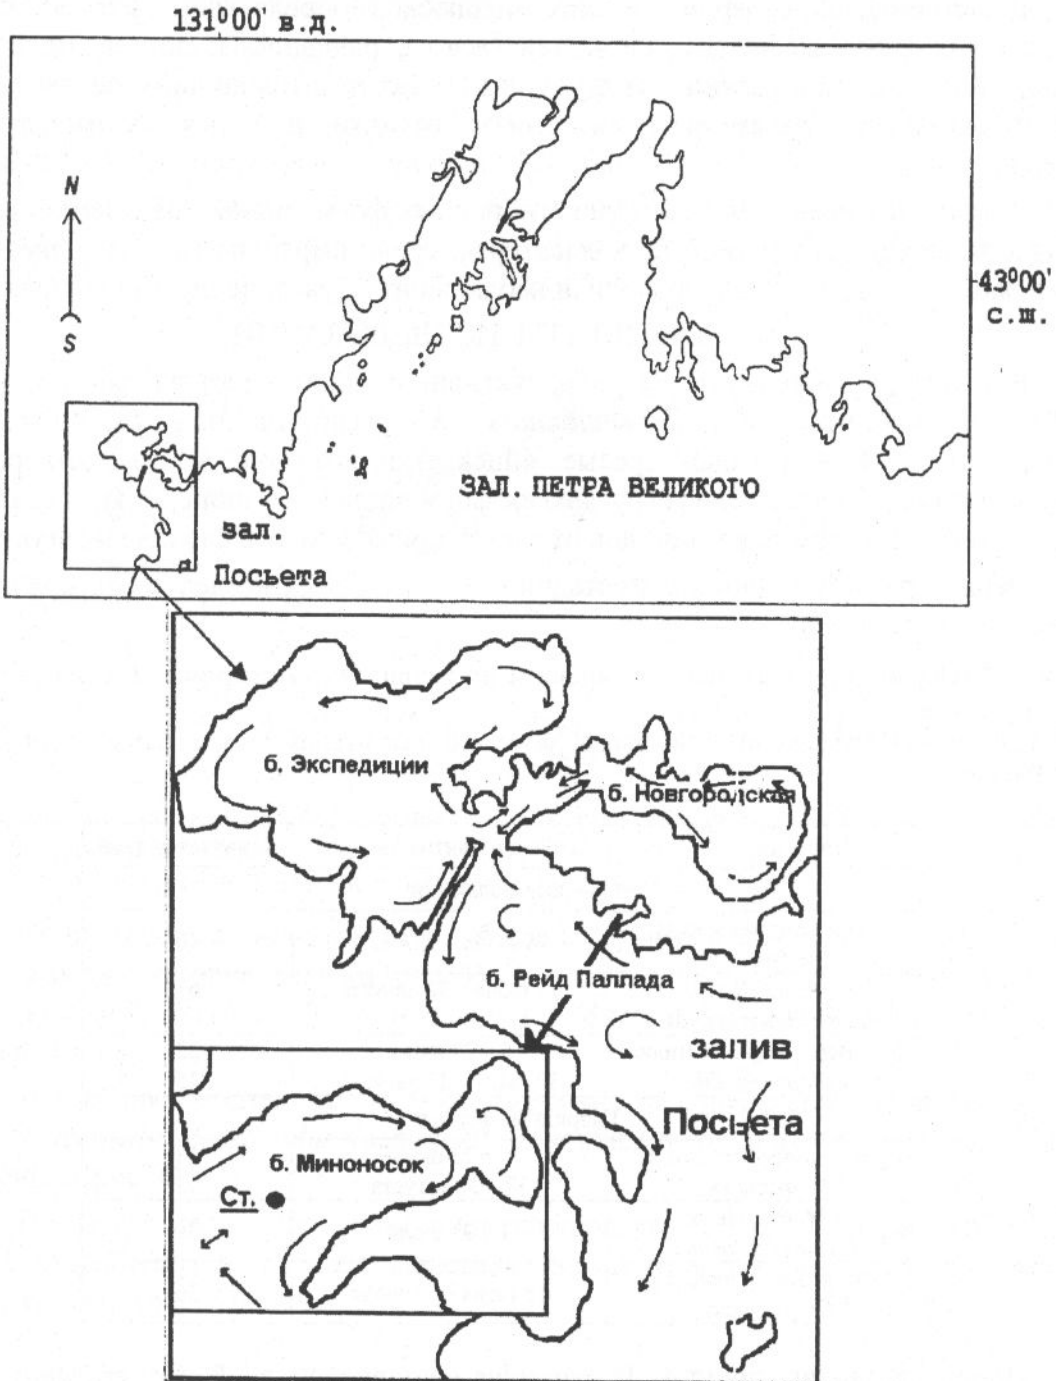 131⁰00' в.д.
N
S
43⁰00'
с.ш.
ЗАЛ. ПЕТРА ВЕЛИКОГО
зал.
Посьета
б. Экспедиции
б. Новгородская
б. Рейд Паллада
залив
Посьета
б. Миноносок
Ст.